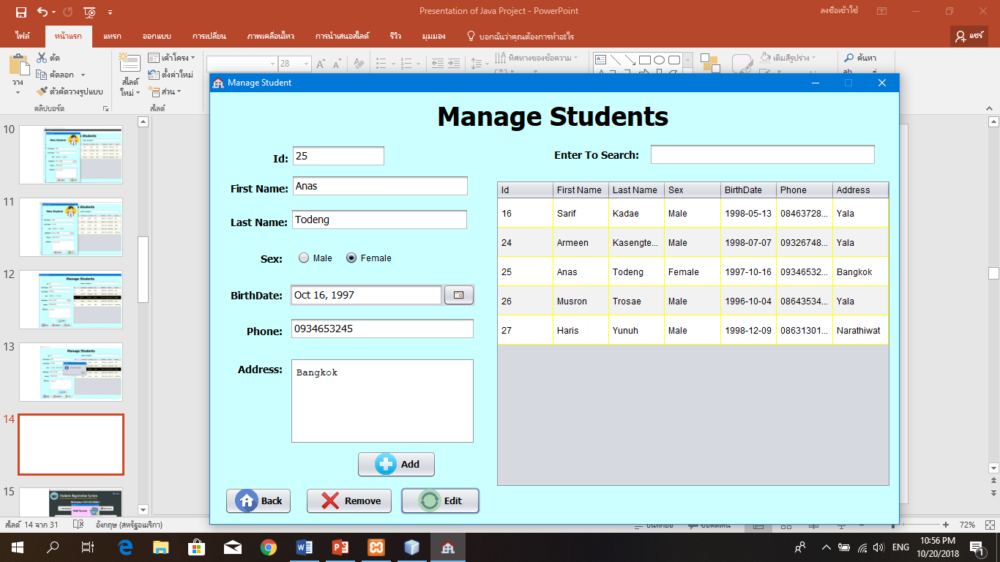 Presentation of Java Project - PowerPoint
ลงชื่อเข้าใช้
ไฟล์ หน้าแรก แทรก ออกแบบ การเปลี่ยน ภาพเคลื่อนไหว การนำเสนอสไลด์ รีวิว มุมมอง บอกฉันว่าคุณต้องการทำอะไร แชร์
วาง
ตัด
คัดลอก
ตัวคัดวางรูปแบบ
คลิปบอร์ด
สไลด์
ใหม่
เค้าโครง
ตั้งค่าใหม่
ส่วน
สไลด์
28
ทิศทางของข้อความ
เติมสีรูปร่าง
ค้นหา
Manage Student
Manage Students
Id: 25
First Name: Anas
Last Name: Todeng
Sex: Male Female
BirthDate: Oct 16, 1997
Phone: 0934653245
Address: Bangkok
Add
Back Remove Edit
Enter To Search:
Id First Name Last Name Sex BirthDate Phone Address
16 Sarif Kadae Male 1998-05-13 08463728... Yala
24 Armeen Kasengte... Male 1998-07-07 09326748... Yala
25 Anas Todeng Female 1997-10-16 09346532... Bangkok
26 Musron Trosae Male 1996-10-04 08643534... Yala
27 Haris Yunuh Male 1998-12-09 08631301... Narathiwat
10
Manage Students
11
12
Manage Students
13
Manage Students
14
15
Students Registration System
สไลด์ 14 จาก 31 อังกฤษ (สหรัฐอเมริกา)
72%
ENG
10:56 PM
10/20/2018
1